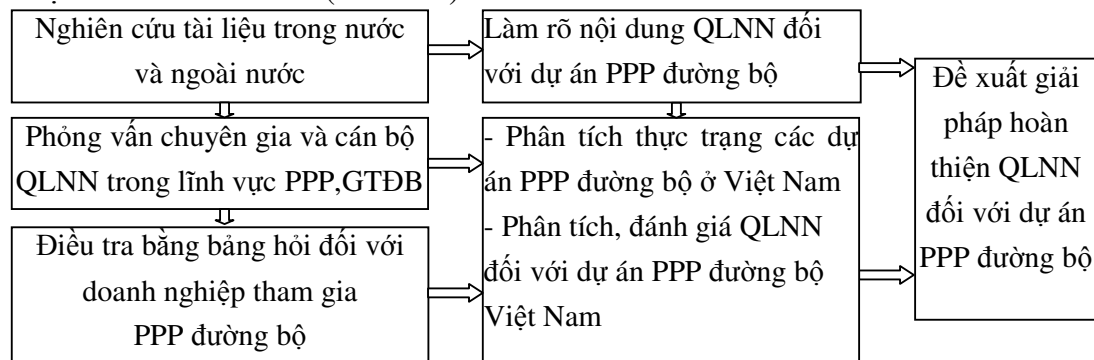 Nghiên cứu tài liệu trong nước
và ngoài nước
Làm rõ nội dung QLNN đối
với dự án PPP đường bộ
Phỏng vấn chuyên gia và cán bộ
QLNN trong lĩnh vực PPP,GTĐB
- Phân tích thực trạng các dự
án PPP đường bộ ở Việt Nam
- Phân tích, đánh giá QLNN
đối với dự án PPP đường bộ
Việt Nam
Điều tra bằng bảng hỏi đối với
doanh nghiệp tham gia
PPP đường bộ
Đề xuất giải
pháp hoàn
thiện QLNN
đối với dự án
PPP đường bộ